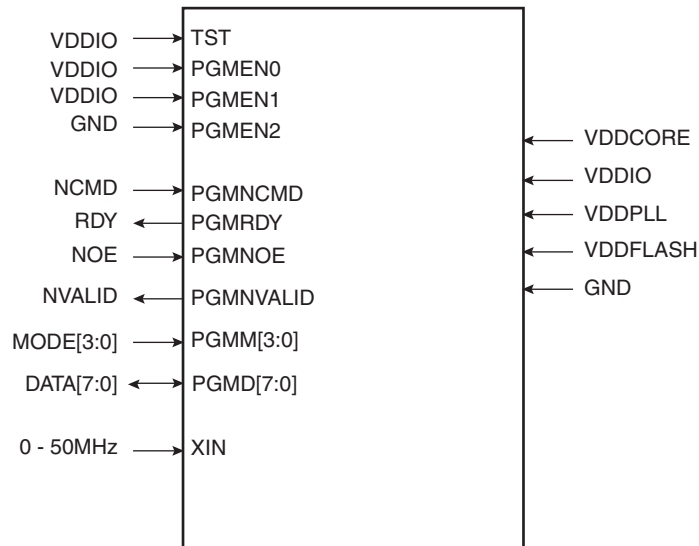 VDDIO TST
VDDIO PGMEN0
VDDIO PGMEN1
GND PGMEN2
VDDCORE
VDDIO
NCMD PGMNCMD
RDY PGMRDY
VDDPLL
NOE PGMNOE
VDDFLASH
NVALID PGMNVALID
GND
MODE[3:0] PGMM[3:0]
DATA[7:0] PGMD[7:0]
0 - 50MHz XIN